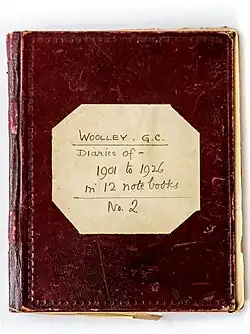 WOOLLEY, G.C.
Diaries of -
1901 to 1926
in 12 note books
No. 2